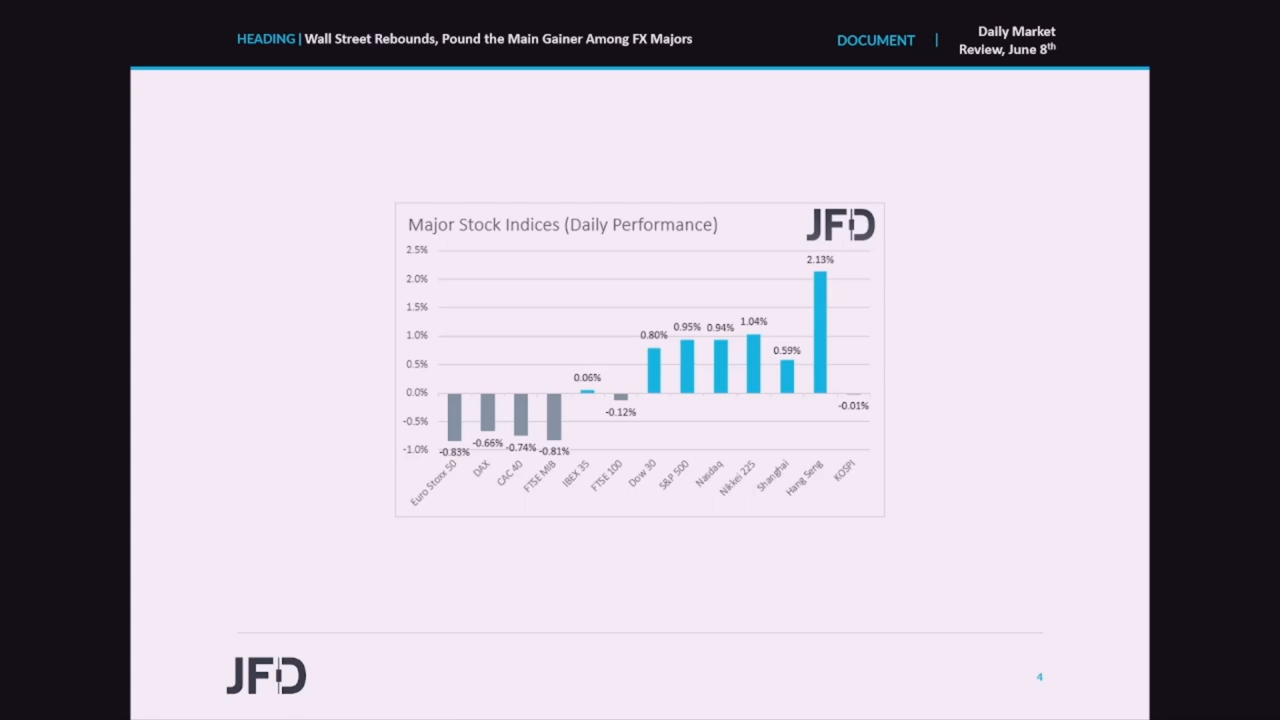 HEADING | Wall Street Rebounds, Pound the Main Gainer Among FX Majors
DOCUMENT |
Daily Market
Review, June 8th
Major Stock Indices (Daily Performance)
JFD
2.5%
2.0%
1.5%
1.0%
0.5%
0.0%
-0.5%
-1.0%
-0.83%
-0.66%
-0.74%
-0.81%
0.06%
-0.12%
0.80%
0.95%
0.94%
1.04%
0.59%
2.13%
-0.01%
Euro Stoxx 50
DAX
CAC 40
FTSE MIB
IBEX 35
FTSE 100
Dow 30
S&P 500
Nasdaq
Nikkei 225
Shanghai
Hang Seng
KOSPI
JFD
4